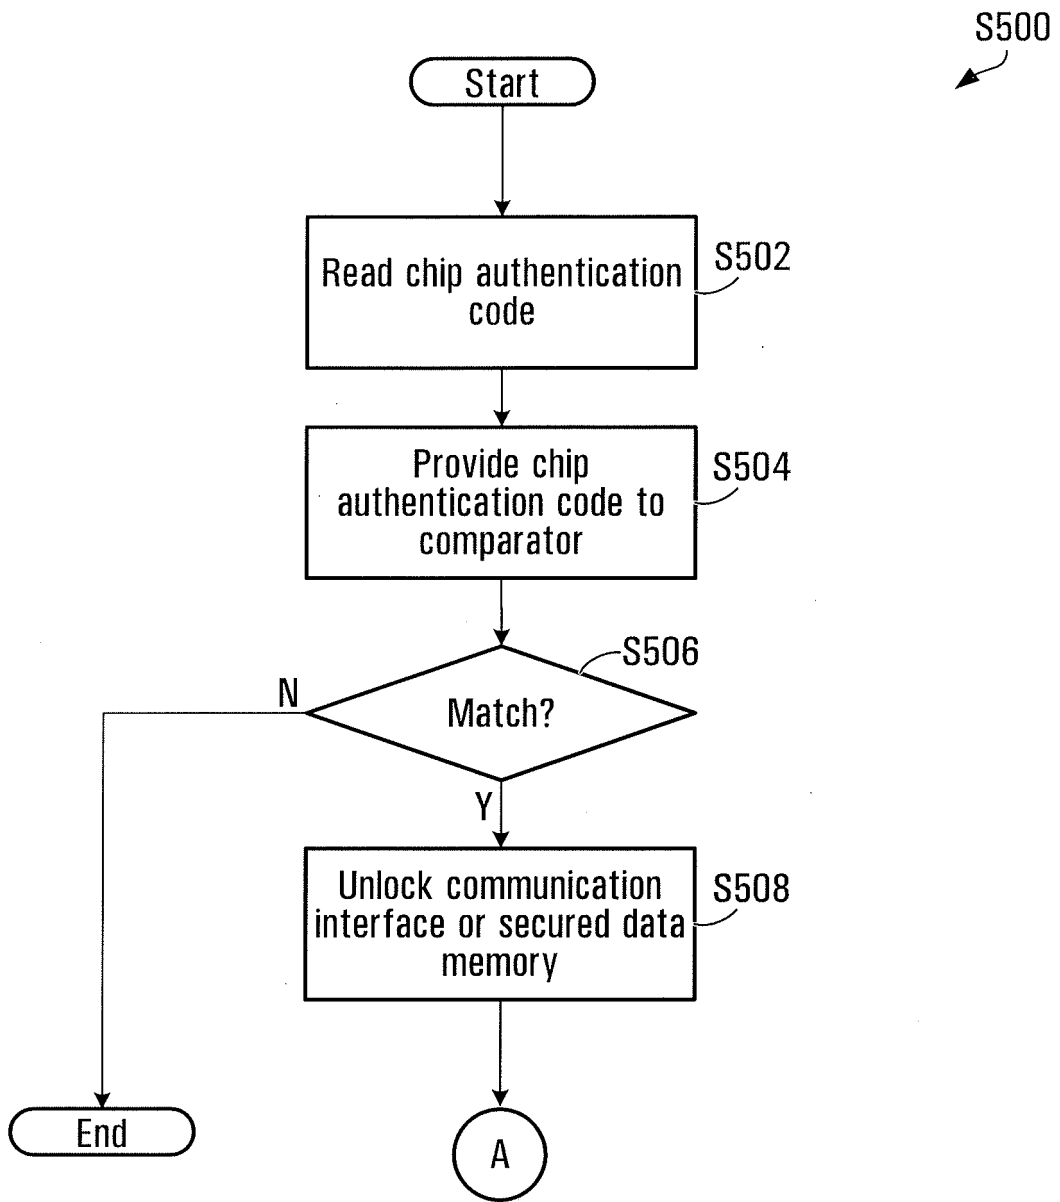 S500
Start
Read chip authentication
code
S502
Provide chip
authentication code to
comparator
S504
S506
Match?
N
Y
Unlock communication
interface or secured data
memory
S508
End
A